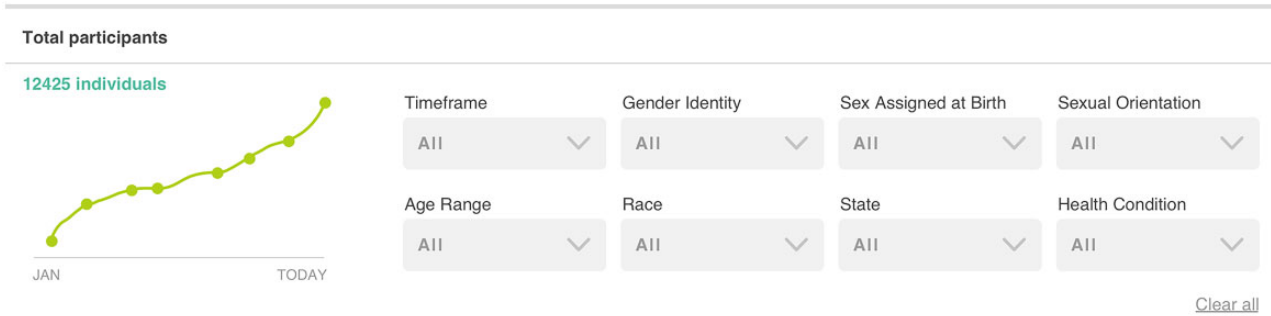 Total participants
12425 individuals
Timeframe
Gender Identity
Sex Assigned at Birth
Sexual Orientation
All
All
All
All
Age Range
Race
State
Health Condition
All
All
All
All
JAN
TODAY
Clear all